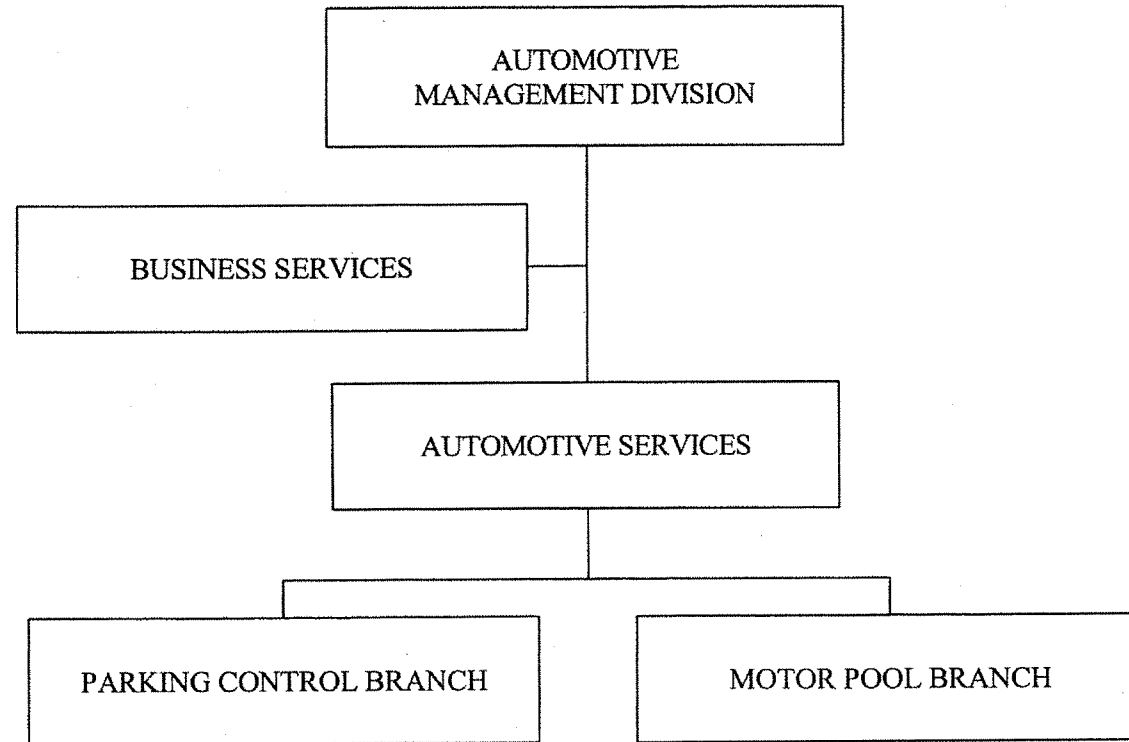 AUTOMOTIVE
MANAGEMENT DIVISION
BUSINESS SERVICES
AUTOMOTIVE SERVICES
PARKING CONTROL BRANCH
MOTOR POOL BRANCH